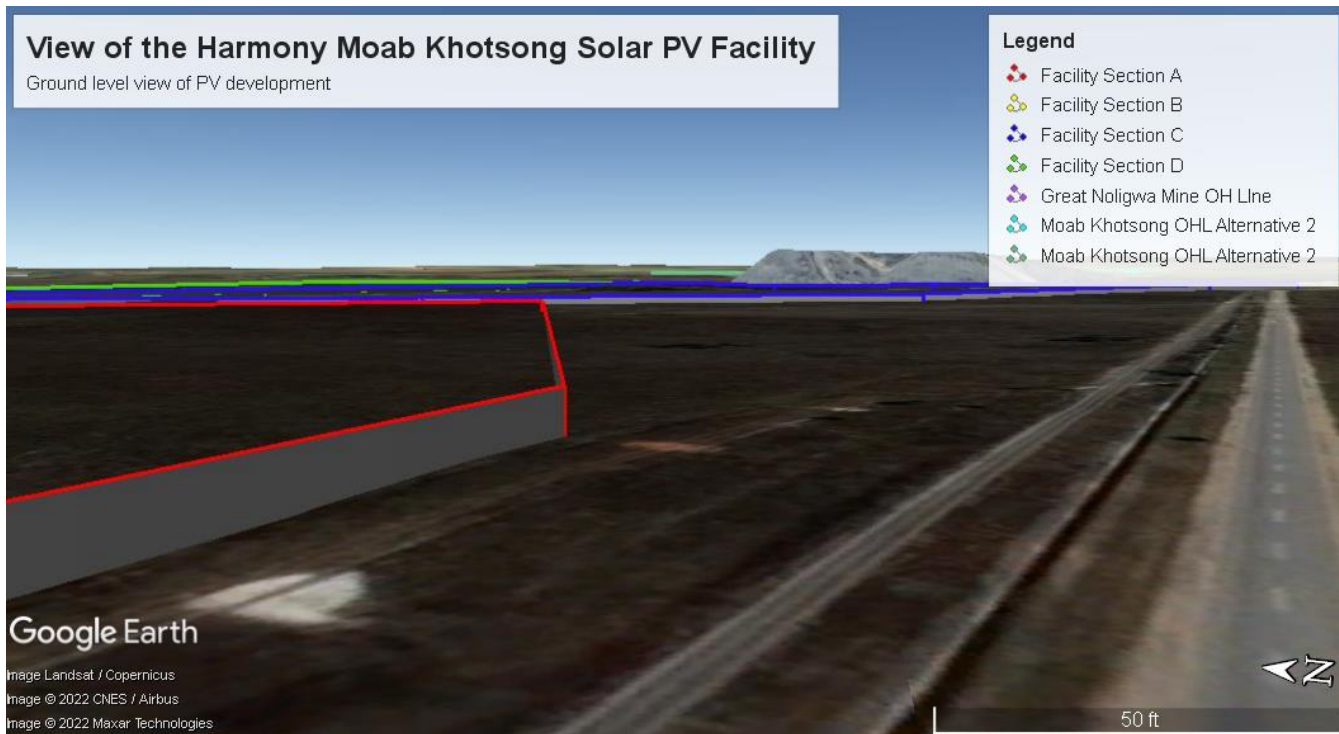 View of the Harmony Moab Khotsong Solar PV Facility
Ground level view of PV development
Legend
Facility Section A
Facility Section B
Facility Section C
Facility Section D
Great Noligwa Mine OH LIne
Moab Khotsong OHL Alternative 2
Moab Khotsong OHL Alternative 2
Google Earth
Image Landsat / Copernicus
Image © 2022 CNES / Airbus
Image © 2022 Maxar Technologies
N
50 ft